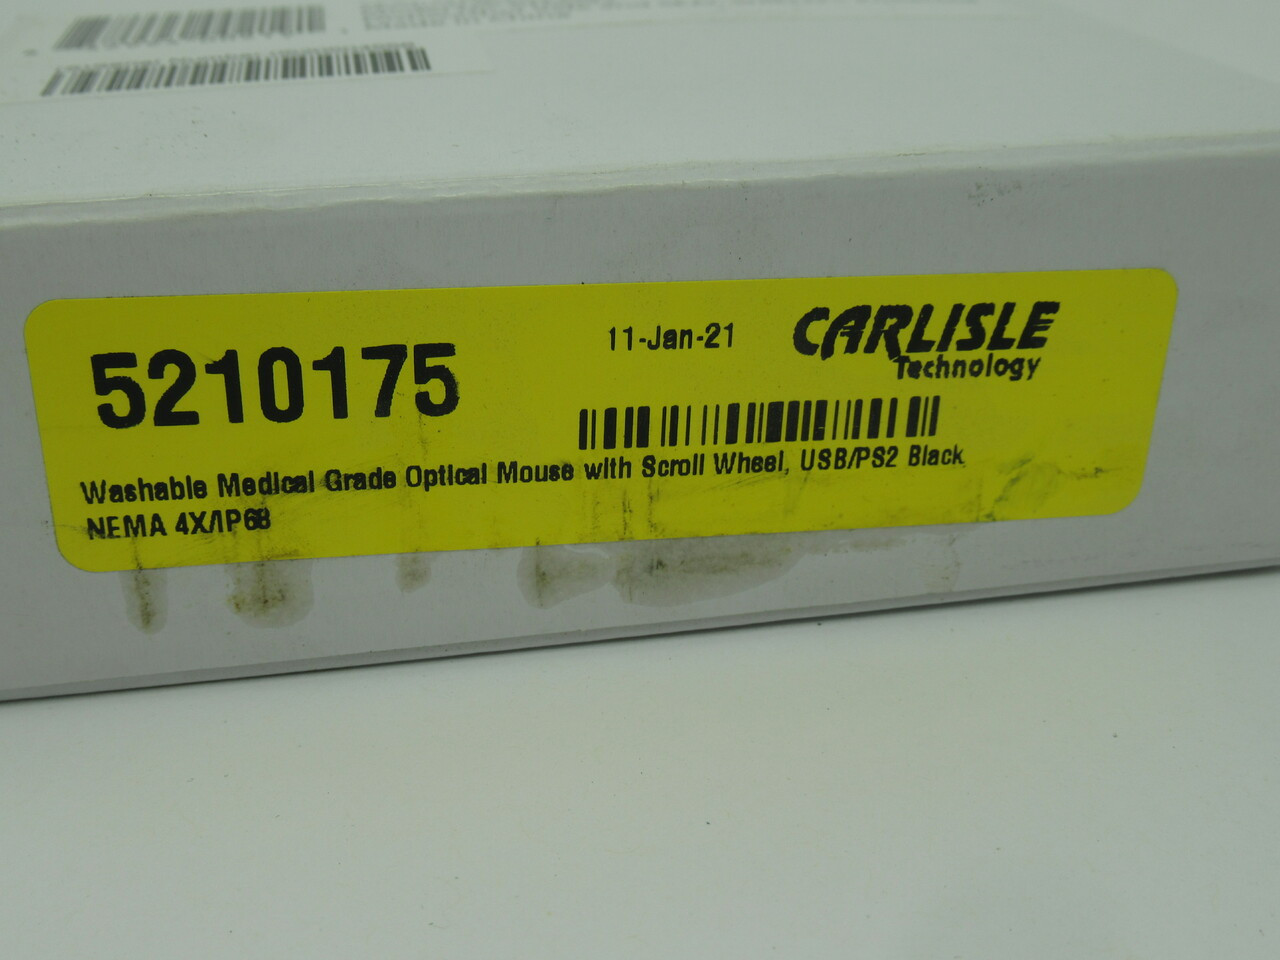 5210175
11-Jan-21
CARLISLE
Technology
Washable Medical Grade Optical Mouse with Scroll Wheel, USB/PS2 Black
NEMA 4X/IP68